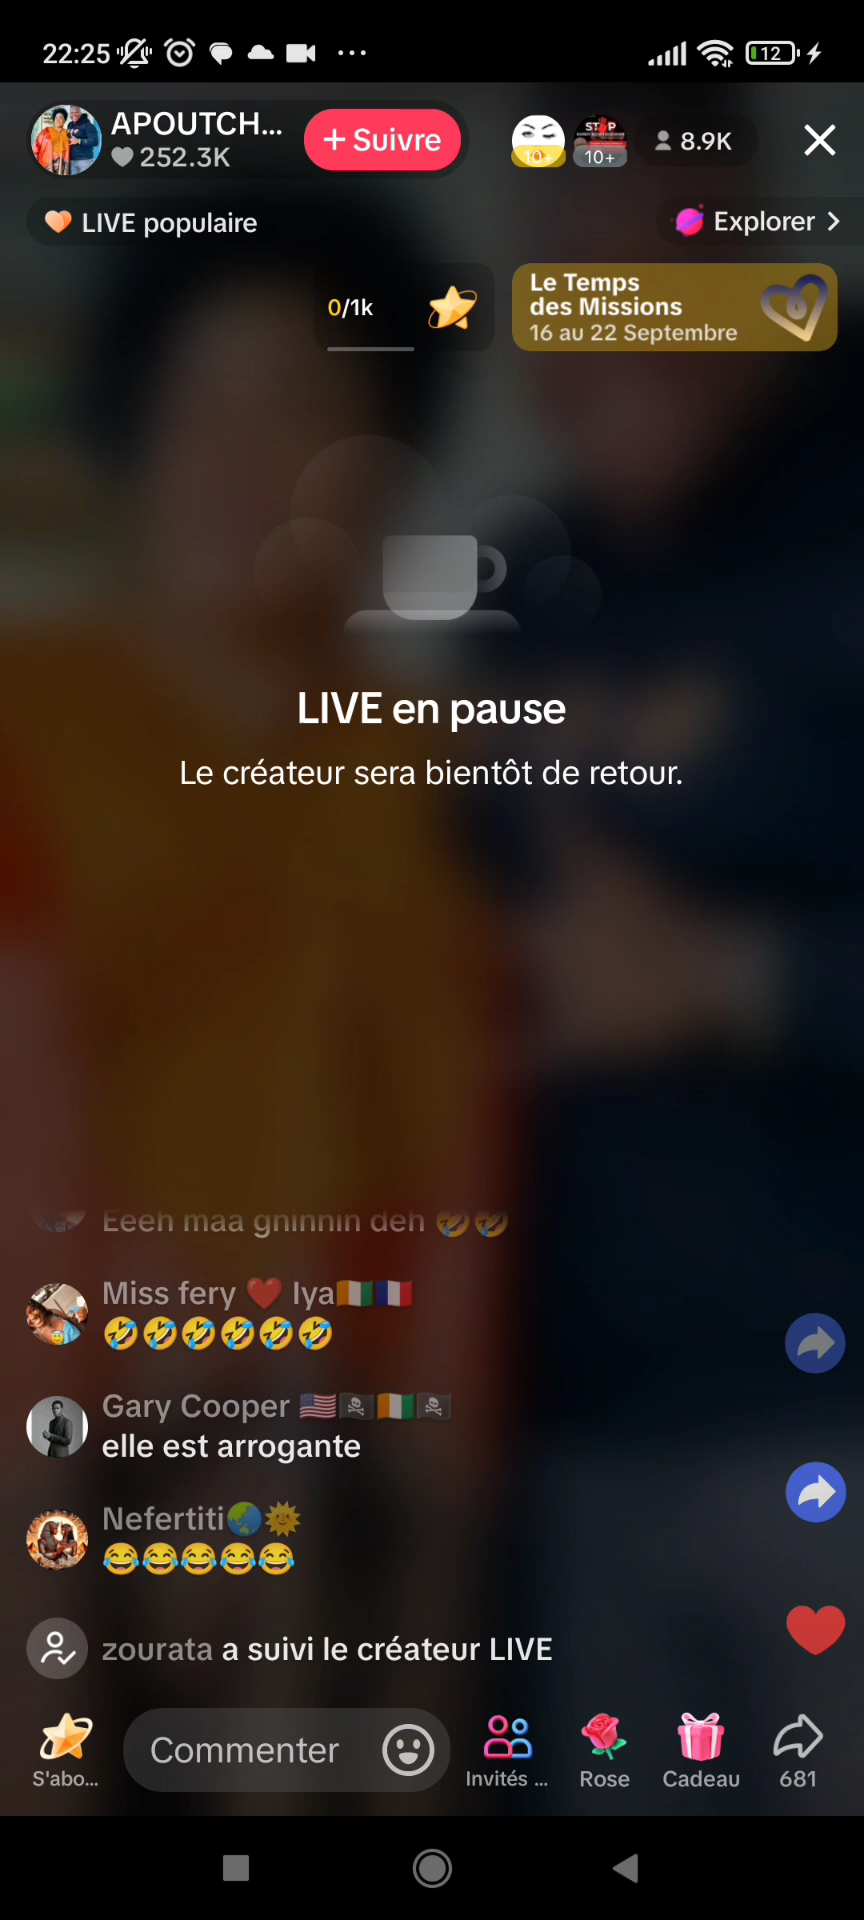 22:25
12
APOUTCH...
252.3K
+ Suivre
10+
10+
8.9K
LIVE populaire
Explorer
0/1k
Le Temps
des Missions
16 au 22 Septembre
LIVE en pause
Le créateur sera bientôt de retour.
Eeeh maa gninnin deh 🤣🤣
Miss fery ❤️ Iya🇨🇮🇫🇷
🤣🤣🤣🤣🤣🤣
Gary Cooper 🇺🇸🏴‍☠️🇨🇮🏴‍☠️
elle est arrogante
Nefertiti🌏🌞
😂😂😂😂😂
zourata a suivi le créateur LIVE
S'abo...
Commenter
Invités ...
Rose
Cadeau
681